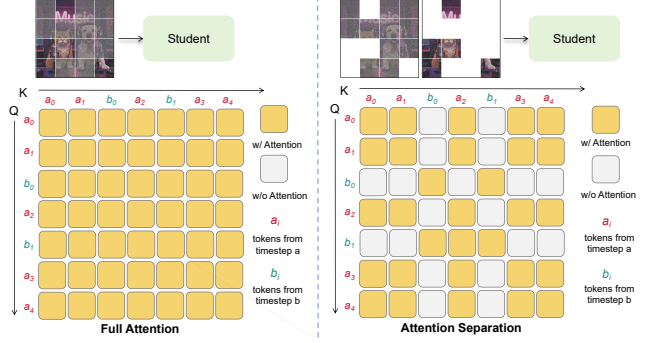 Music
Student
K
Q
a0 a1 b0 a2 b1 a3 a4
a0
a1
b0
a2
b1
a3
a4
w/ Attention
w/o Attention
ai
tokens from
timestep a
bi
tokens from
timestep b
Full Attention
Music
Student
K
Q
a0 a1 b0 a2 b1 a3 a4
a0
a1
b0
a2
b1
a3
a4
w/ Attention
w/o Attention
ai
tokens from
timestep a
bi
tokens from
timestep b
Attention Separation